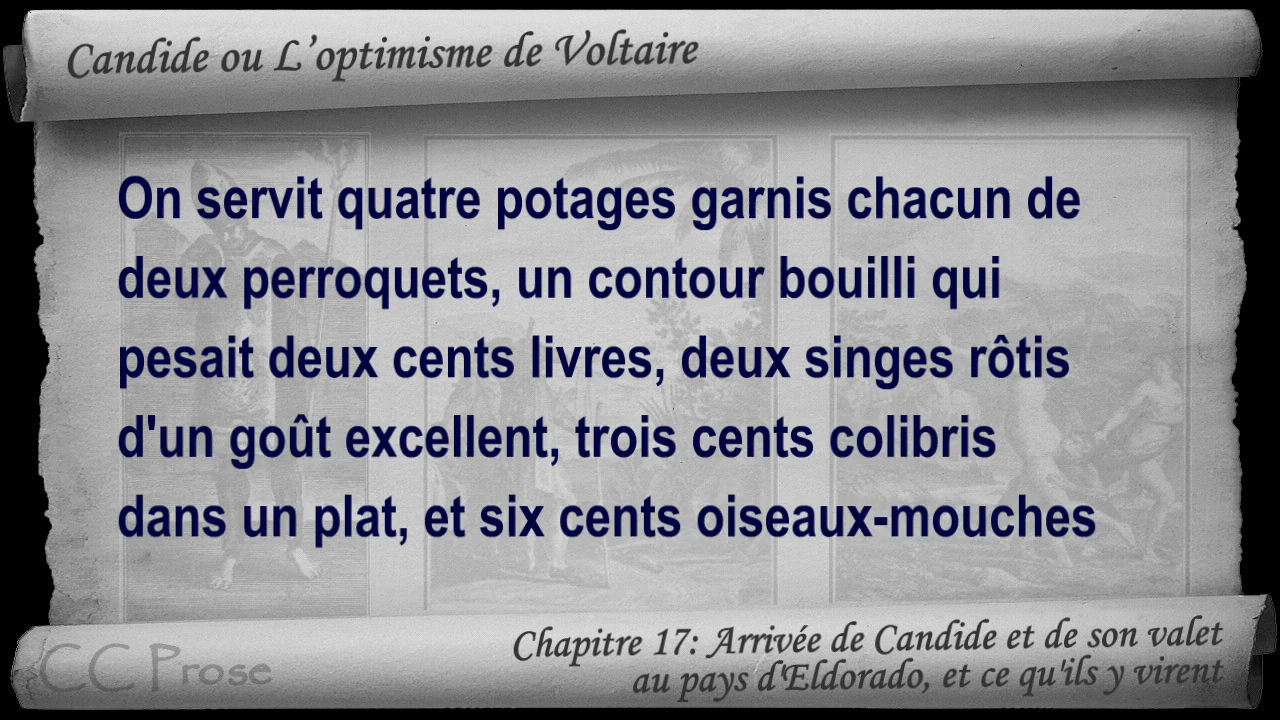 Candide ou L’optimisme de Voltaire
On servit quatre potages garnis chacun de
deux perroquets, un contour bouilli qui
pesait deux cents livres, deux singes rôtis
d'un goût excellent, trois cents colibris
dans un plat, et six cents oiseaux-mouches
Chapitre 17: Arrivée de Candide et de son valet
au pays d'Eldorado, et ce qu'ils y virent
CC Prose